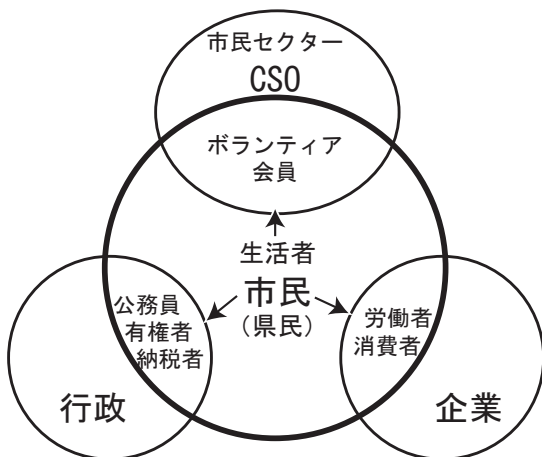 市民セクター
CSO
ボランティア
会員
生活者
市民
（県民）
公務員
有権者
納税者
労働者
消費者
行政
企業